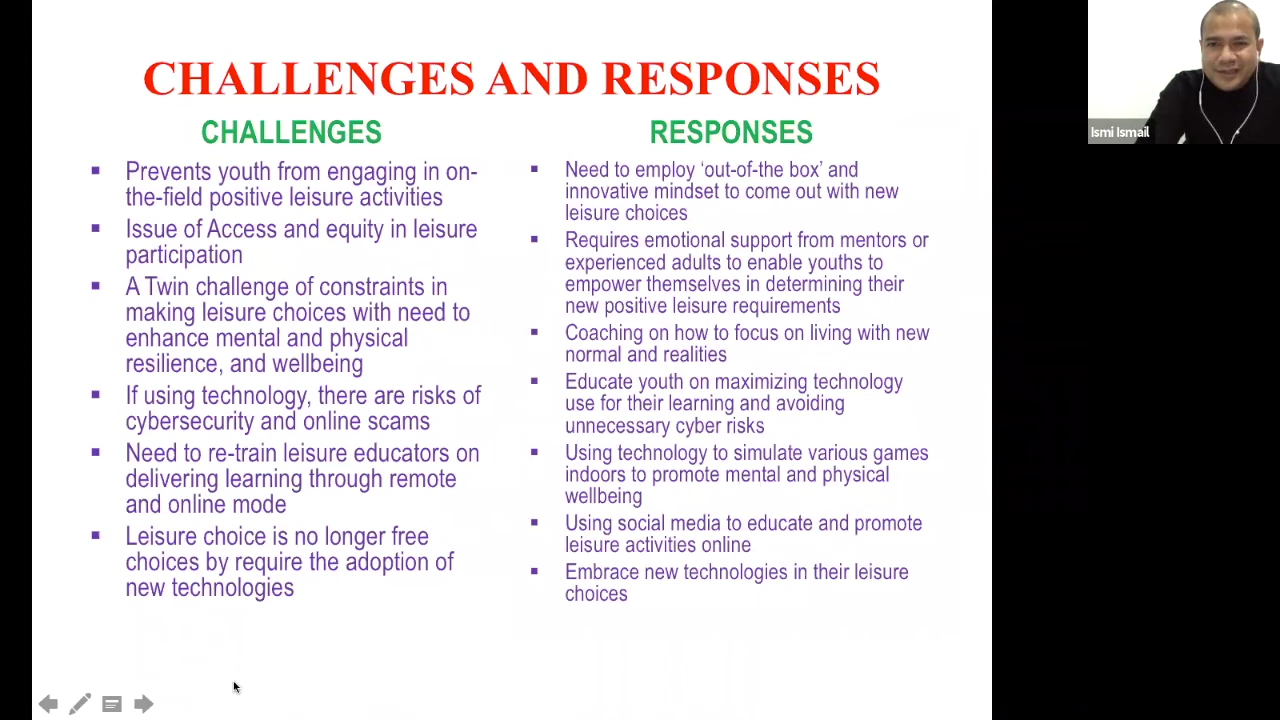 CHALLENGES AND RESPONSES
CHALLENGES
Prevents youth from engaging in on-
the-field positive leisure activities
Issue of Access and equity in leisure
participation
A Twin challenge of constraints in
making leisure choices with need to
enhance mental and physical
resilience, and wellbeing
If using technology, there are risks of
cybersecurity and online scams
Need to re-train leisure educators on
delivering learning through remote
and online mode
Leisure choice is no longer free
choices by require the adoption of
new technologies
RESPONSES
Need to employ ‘out-of-the box’ and
innovative mindset to come out with new
leisure choices
Requires emotional support from mentors or
experienced adults to enable youths to
empower themselves in determining their
new positive leisure requirements
Coaching on how to focus on living with new
normal and realities
Educate youth on maximizing technology
use for their learning and avoiding
unnecessary cyber risks
Using technology to simulate various games
indoors to promote mental and physical
wellbeing
Using social media to educate and promote
leisure activities online
Embrace new technologies in their leisure
choices
Ismi Ismail